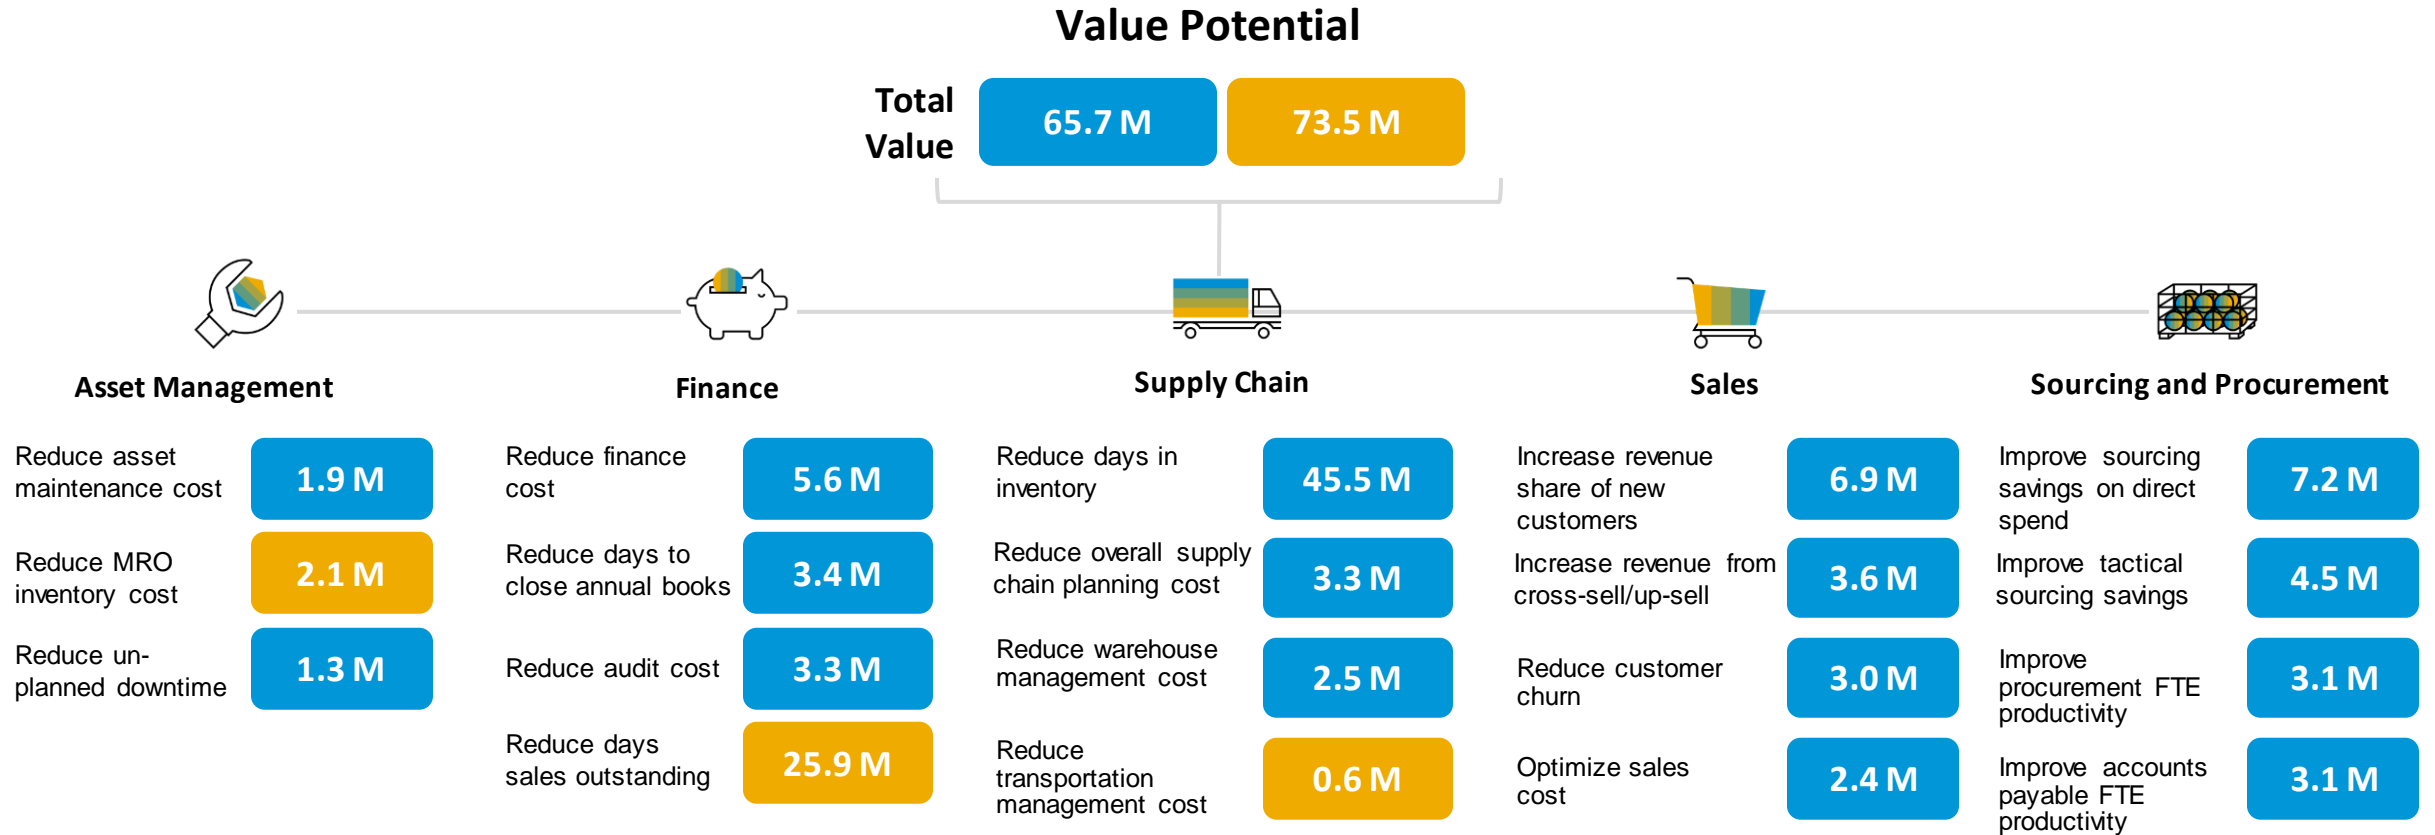 Value Potential
Total
Value
65.7 M
73.5 M
Asset Management
Reduce asset
maintenance cost
1.9 M
Reduce MRO
inventory cost
2.1 M
Reduce un-
planned downtime
1.3 M
Finance
Reduce finance
cost
5.6 M
Reduce days to
close annual books
3.4 M
Reduce audit cost
3.3 M
Reduce days
sales outstanding
25.9 M
Supply Chain
Reduce days in
inventory
45.5 M
Reduce overall supply
chain planning cost
3.3 M
Reduce warehouse
management cost
2.5 M
Reduce
transportation
management cost
0.6 M
Sales
Increase revenue
share of new
customers
6.9 M
Increase revenue from
cross-sell/up-sell
3.6 M
Reduce customer
churn
3.0 M
Optimize sales
cost
2.4 M
Sourcing and Procurement
Improve sourcing
savings on direct
spend
7.2 M
Improve tactical
sourcing savings
4.5 M
Improve
procurement FTE
productivity
3.1 M
Improve accounts
payable FTE
productivity
3.1 M